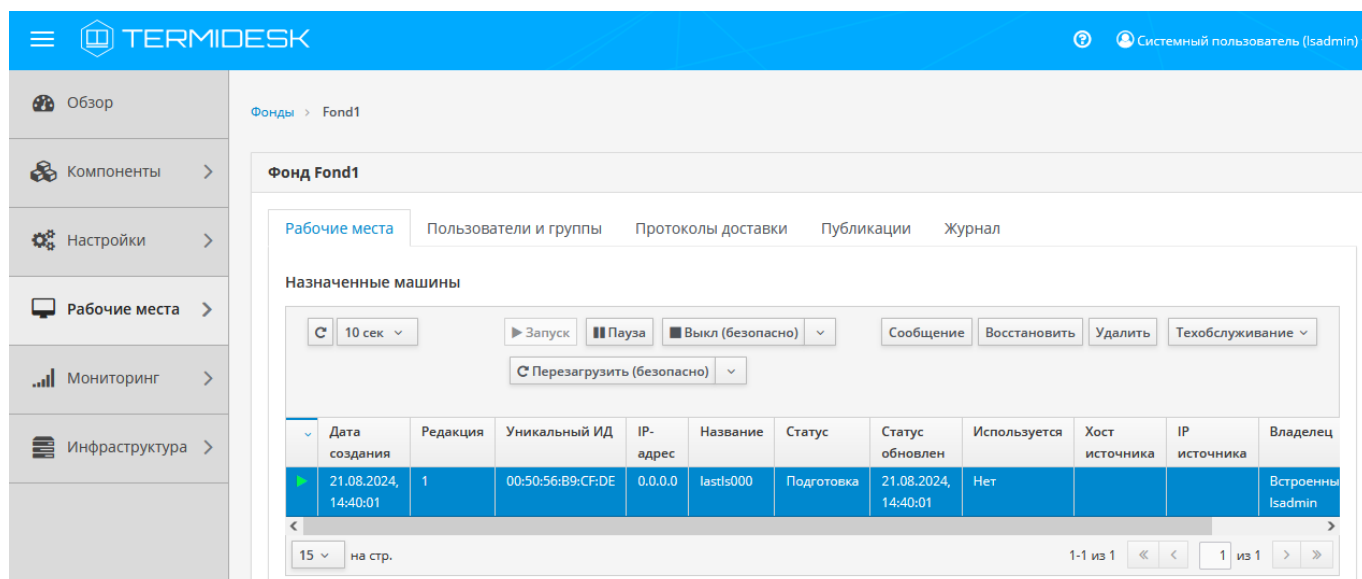 TERMIDESK
Системный пользователь (lsadmin)
Обзор
Фонды > Fond1
Компоненты
Фонд Fond1
Настройки
Рабочие места Пользователи и группы Протоколы доставки Публикации Журнал
Назначенные машины
Рабочие места
10 сек Запуск Пауза Выкл (безопасно) Сообщение Восстановить Удалить Техобслуживание
Перезагрузить (безопасно)
Мониторинг
Инфраструктура
Дата создания Редакция Уникальный ИД IP-адрес Название Статус Статус обновлен Используется Хост источника IP источника Владелец
21.08.2024, 14:40:01 1 00:50:56:B9:CF:DE 0.0.0.0 lastls000 Подготовка 21.08.2024, 14:40:01 Нет Встроенны lsadmin
15 на стр. 1-1 из 1 « < 1 из 1 > »